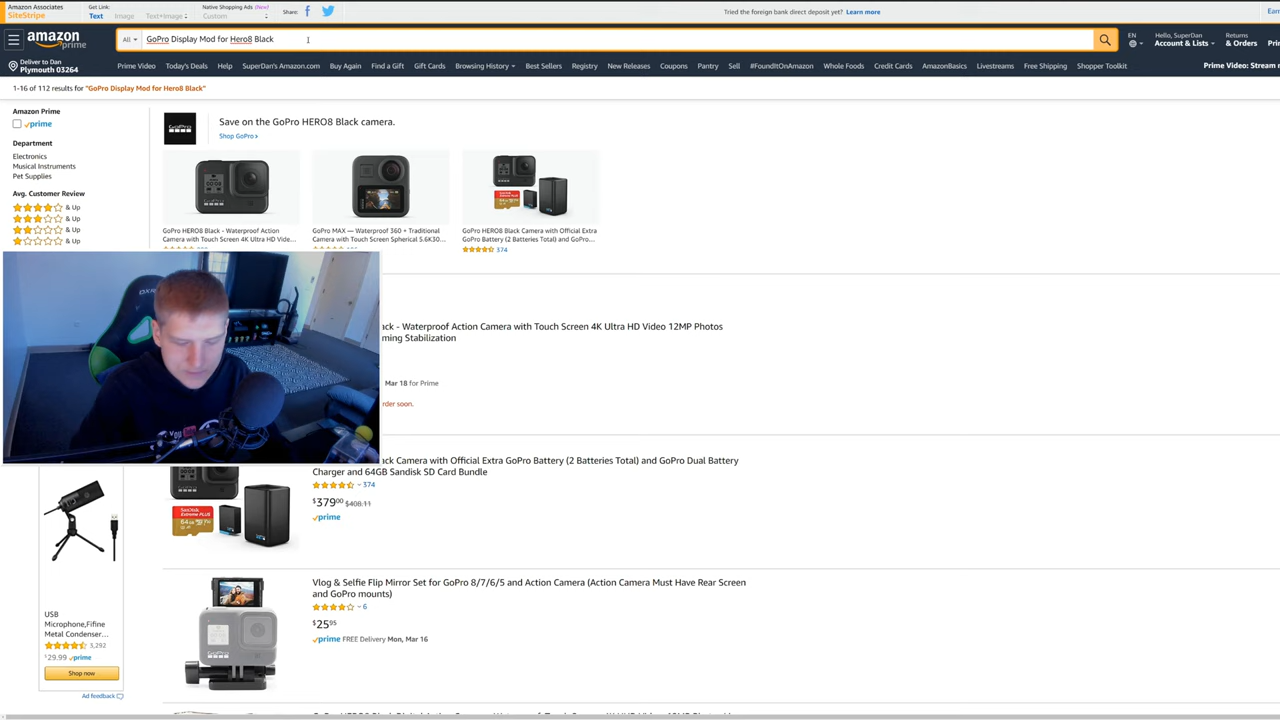 Amazon Associates
SiteStripe
Get Link:
Text
Image
Text+Image
Native Shopping Ads (New)
Custom
Share:
Tried the foreign bank direct deposit yet? Learn more
amazon
prime
All
GoPro Display Mod for Hero8 Black
EN
Hello, SuperDan
Account & Lists
Returns
& Orders
Deliver to Dan
Plymouth 03264
Prime Video
Today's Deals
Help
SuperDan's Amazon.com
Buy Again
Find a Gift
Gift Cards
Browsing History
Best Sellers
Registry
New Releases
Coupons
Pantry
Sell
#FoundItOnAmazon
Whole Foods
Credit Cards
AmazonBasics
Livestreams
Free Shipping
Shopper Toolkit
Prime Video: Stream
1-16 of 112 results for "GoPro Display Mod for Hero8 Black"
Amazon Prime
prime
Department
Electronics
Musical Instruments
Pet Supplies
Avg. Customer Review
& Up
& Up
& Up
& Up
GoPro
Save on the GoPro HERO8 Black camera.
Shop GoPro >
GoPro HERO8 Black - Waterproof Action
Camera with Touch Screen 4K Ultra HD Vide...
GoPro MAX — Waterproof 360 + Traditional
Camera with Touch Screen Spherical 5.6K30...
GoPro HERO8 Black Camera with Official Extra
GoPro Battery (2 Batteries Total) and GoPro...
374
ack - Waterproof Action Camera with Touch Screen 4K Ultra HD Video 12MP Photos
ming Stabilization
Mar 18 for Prime
rder soon.
ack Camera with Official Extra GoPro Battery (2 Batteries Total) and GoPro Dual Battery
Charger and 64GB Sandisk SD Card Bundle
374
$37900 $408.11
prime
Vlog & Selfie Flip Mirror Set for GoPro 8/7/6/5 and Action Camera (Action Camera Must Have Rear Screen
and GoPro mounts)
6
$2595
prime FREE Delivery Mon, Mar 16
USB
Microphone,Fifine
Metal Condenser...
3,292
$29.99 prime
Shop now
Ad feedback